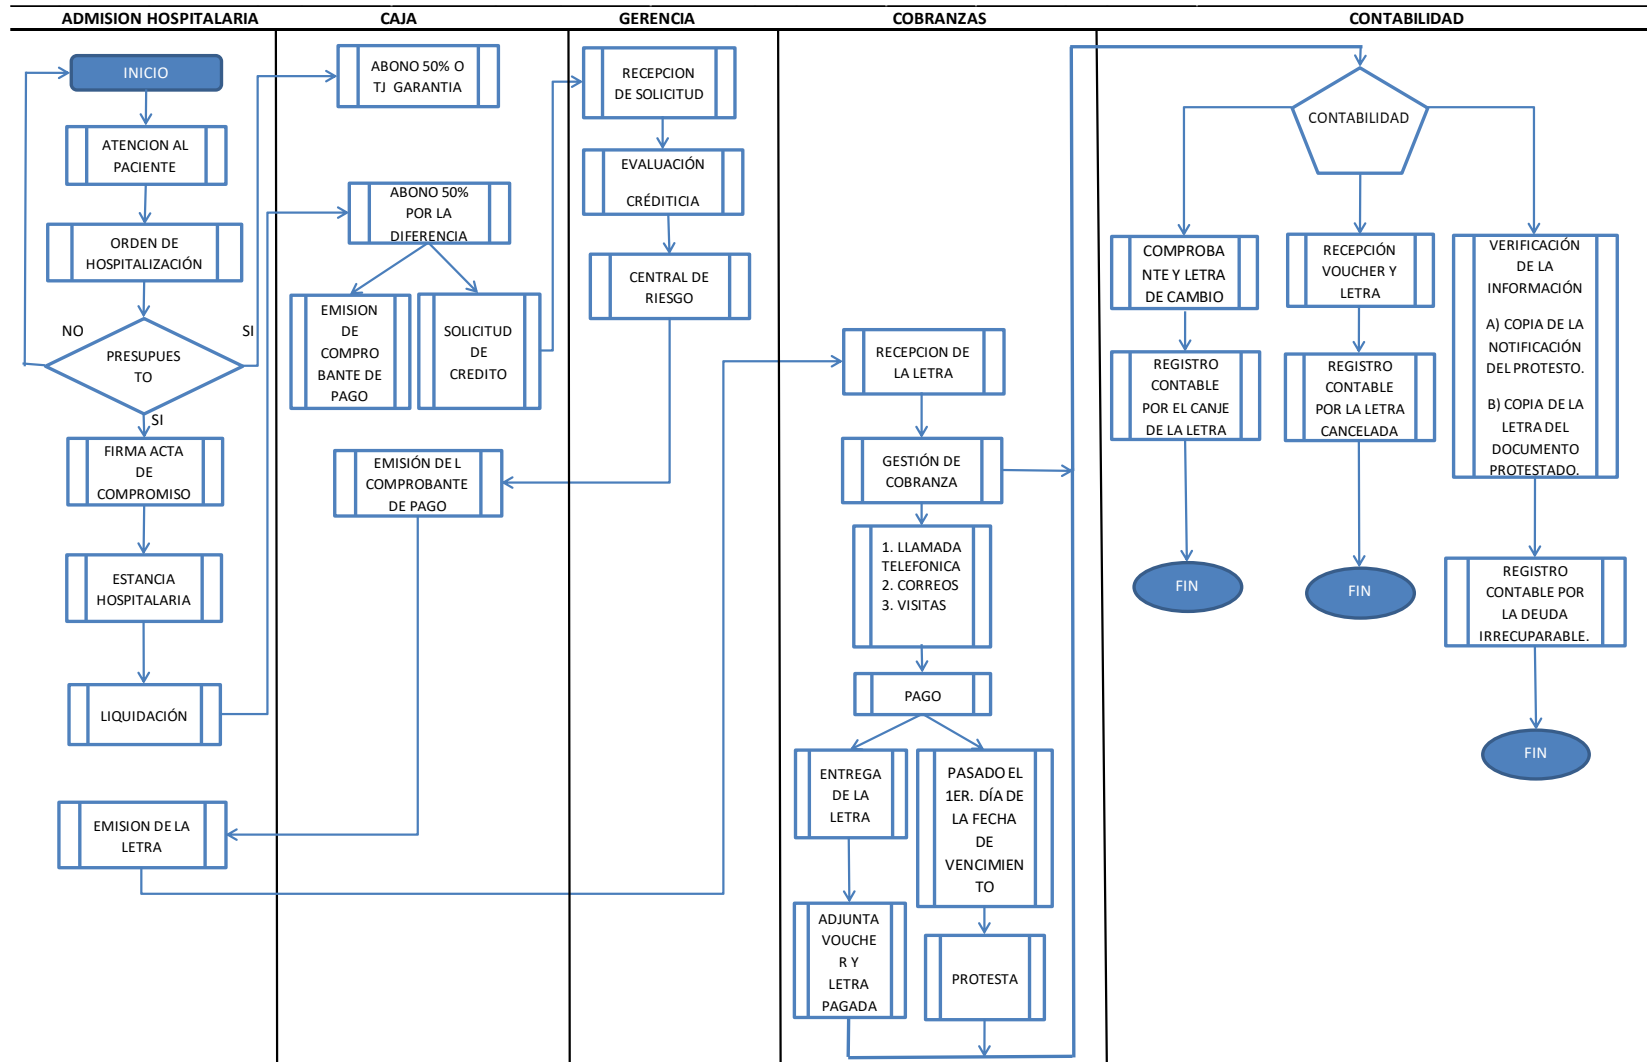 ADMISION HOSPITALARIA
CAJA
GERENCIA
COBRANZAS
CONTABILIDAD
INICIO
ATENCION AL
PACIENTE
ORDEN DE
HOSPITALIZACIÓN
NO
SI
PRESUPUES
TO
SI
FIRMA ACTA
DE
COMPROMISO
ESTANCIA
HOSPITALARIA
LIQUIDACIÓN
EMISION DE LA
LETRA
ABONO 50% O
TJ GARANTIA
ABONO 50%
POR LA
DIFERENCIA
EMISION
DE
COMPRO
BANTE DE
PAGO
SOLICITUD
DE
CREDITO
EMISIÓN DE L
COMPROBANTE
DE PAGO
RECEPCION
DE SOLICITUD
EVALUACIÓN
CRÉDITICIA
CENTRAL DE
RIESGO
RECEPCION DE
LA LETRA
GESTIÓN DE
COBRANZA
1. LLAMADA
TELEFONICA
2. CORREOS
3. VISITAS
PAGO
ENTREGA
DE LA
LETRA
ADJUNTA
VOUCHE
R Y
LETRA
PAGADA
PASADO EL
1ER. DÍA DE
LA FECHA
DE
VENCIMIEN
TO
PROTESTA
CONTABILIDAD
COMPROBA
NTE Y LETRA
DE CAMBIO
REGISTRO
CONTABLE
POR EL CANJE
DE LA LETRA
FIN
RECEPCIÓN
VOUCHER Y
LETRA
REGISTRO
CONTABLE
POR LA LETRA
CANCELADA
FIN
VERIFICACIÓN
DE LA
INFORMACIÓN
A) COPIA DE LA
NOTIFICACIÓN
DEL PROTESTO.
B) COPIA DE LA
LETRA DEL
DOCUMENTO
PROTESTADO.
REGISTRO
CONTABLE POR
LA DEUDA
IRRECUPARABLE.
FIN